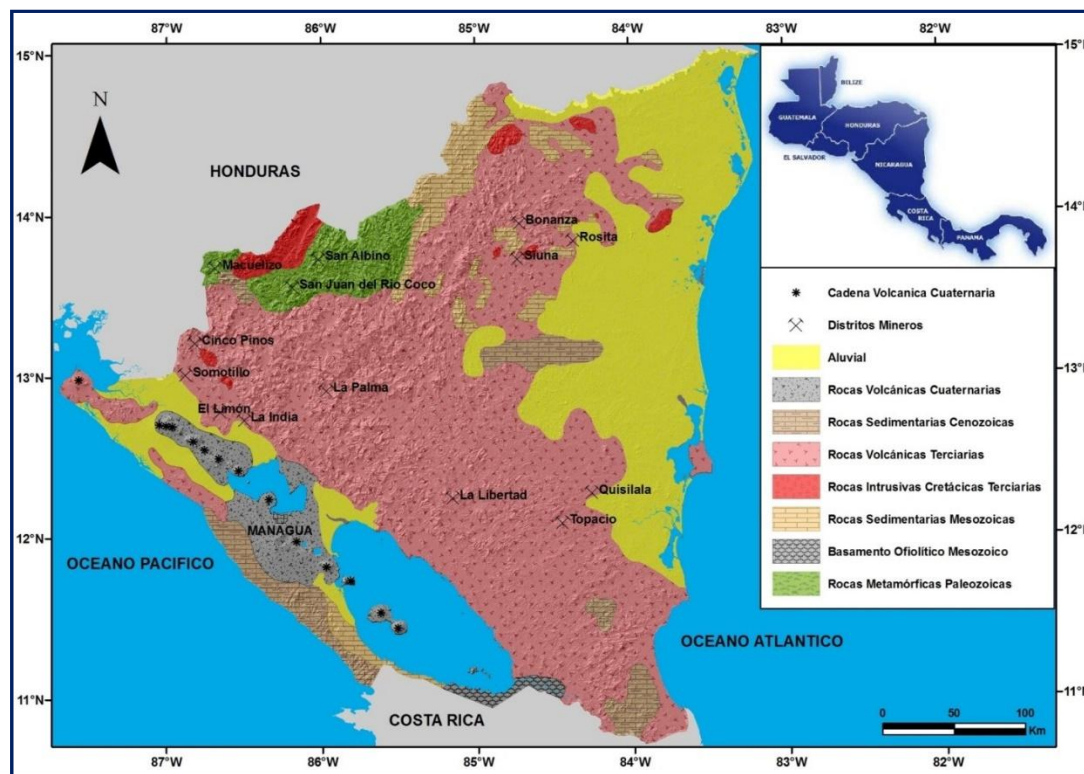 87°W 86°W 85°W 84°W 83°W 82°W
15°N 15°N
N
BELIZE
GUATEMALA
HONDURAS
EL SALVADOR
NICARAGUA
COSTA RICA
PANAMA
HONDURAS
14°N 14°N
Bonanza
Rosita
Siuna
San Albino
Macuelizo
San Juan del Rio Coco
Cinco Pinos
13°N 13°N
Somotillo
La Palma
El Limón
La India
La Libertad
Quisilala
Topacio
12°N 12°N
MANAGUA
OCEANO PACIFICO
OCEANO ATLANTICO
11°N 11°N
COSTA RICA
Cadena Volcanica Cuaternaria
Distritos Mineros
Aluvial
Rocas Volcánicas Cuaternarias
Rocas Sedimentarias Cenozoicas
Rocas Volcánicas Terciarias
Rocas Intrusivas Cretácicas Terciarias
Rocas Sedimentarias Mesozoicas
Basamento Ofiolítico Mesozoico
Rocas Metamórficas Paleozoicas
0 50 100
Km
87°W 86°W 85°W 84°W 83°W 82°W